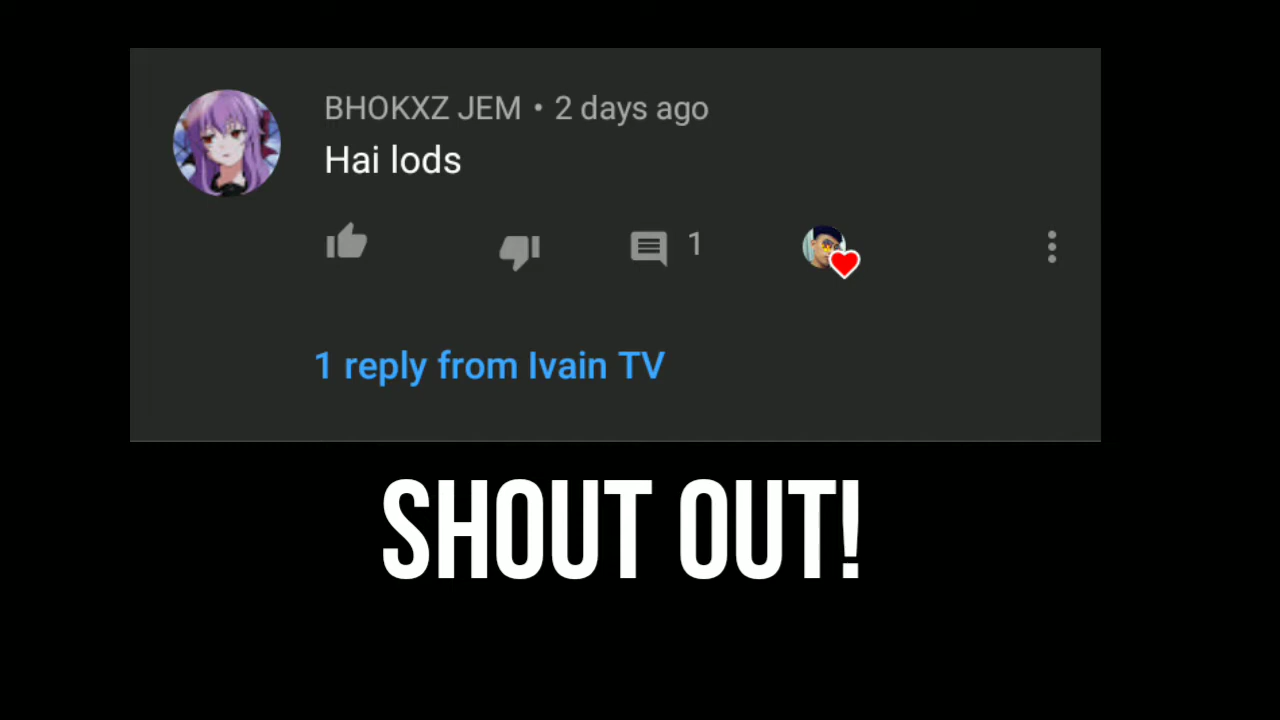 BHOKXZ JEM • 2 days ago
Hai lods
1
1 reply from Ivain TV
SHOUT OUT!